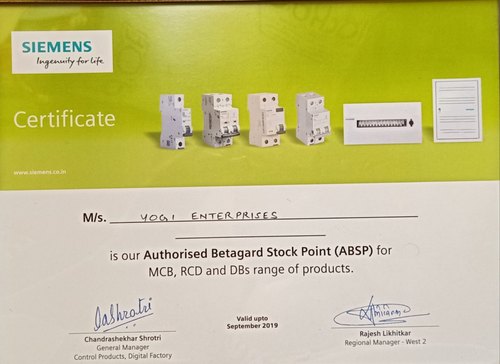 SIEMENS
Ingenuity for life
Certificate
www.siemens.co.in
M/s. YOGI ENTERPRISES
is our Authorised Betagard Stock Point (ABSP) for
MCB, RCD and DBs range of products.
Valid upto
September 2019
Chandrashekhar Shrotri
General Manager
Control Products, Digital Factory
Rajesh Likhitkar
Regional Manager - West 2